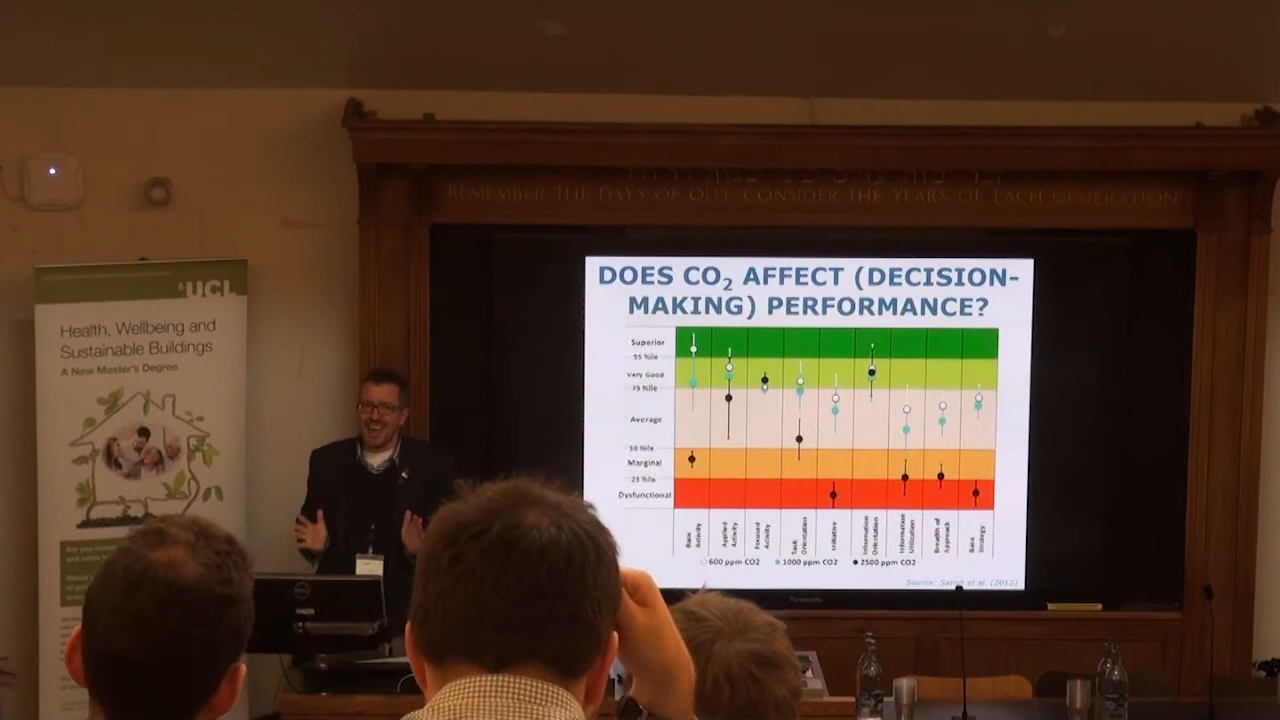 REMEMBER THE DAYS OF OLD CONSIDER THE YEARS OF EACH GENERATION
UCL
Health, Wellbeing and
Sustainable Buildings
A New Master's Degree
DOES CO2 AFFECT (DECISION-
MAKING) PERFORMANCE?
Superior
95 %ile
Very Good
75 %ile
Average
50 %ile
Marginal
25 %ile
Dysfunctional
Basic
Activity
Applied
Activity
Focused
Activity
Task
Orientation
Initiative
Information
Orientation
Information
Utilization
Breadth of
Approach
Basic
Strategy
600 ppm CO2
1000 ppm CO2
2500 ppm CO2
Source: Satish et al. (2012)
Panasonic
DELL